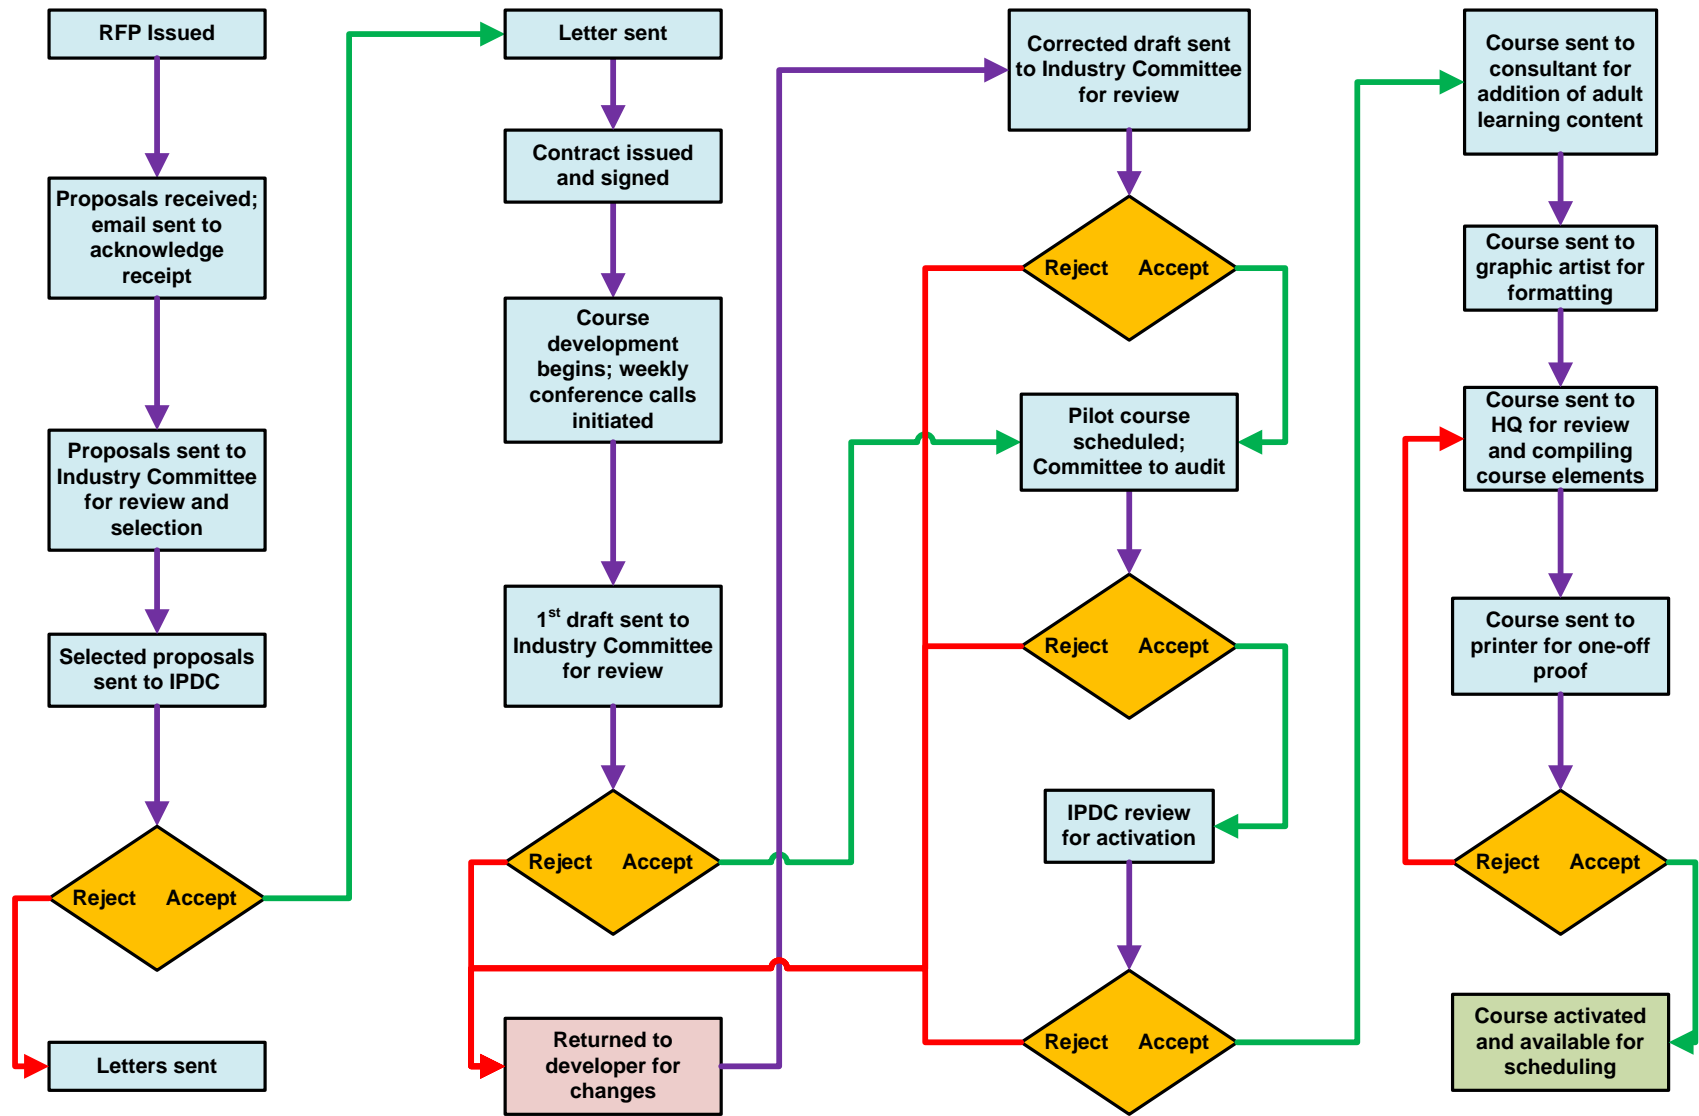 RFP Issued
Proposals received;
email sent to
acknowledge
receipt
Proposals sent to
Industry Committee
for review and
selection
Selected proposals
sent to IPDC
Reject Accept
Letters sent
Letter sent
Contract issued
and signed
Course
development
begins; weekly
conference calls
initiated
1st draft sent to
Industry Committee
for review
Reject Accept
Returned to
developer for
changes
Corrected draft sent
to Industry Committee
for review
Reject Accept
Pilot course
scheduled;
Committee to audit
Reject Accept
IPDC review
for activation
Reject Accept
Course sent to
consultant for
addition of adult
learning content
Course sent to
graphic artist for
formatting
Course sent to
HQ for review
and compiling
course elements
Course sent to
printer for one-off
proof
Reject Accept
Course activated
and available for
scheduling